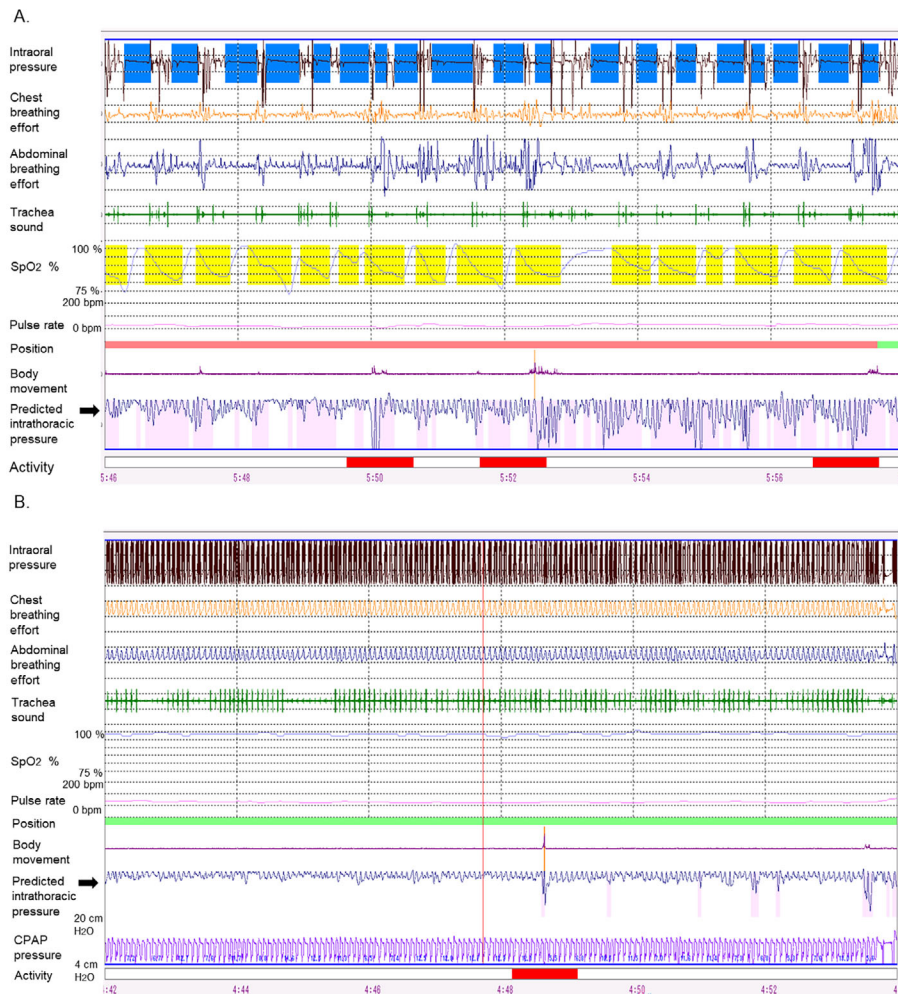 A.
Intraoral
pressure
Chest
breathing
effort
Abdominal
breathing
effort
Trachea
sound
100 %
SpO2 %
75 %
200 bpm
Pulse rate
0 bpm
Position
Body
movement
Predicted
intrathoracic
pressure
Activity
5:46 5:48 5:50 5:52 5:54 5:56
B.
Intraoral
pressure
Chest
breathing
effort
Abdominal
breathing
effort
Trachea
sound
100 %
SpO2 %
75 %
200 bpm
Pulse rate
0 bpm
Position
Body
movement
Predicted
intrathoracic
pressure
20 cm
H2O
CPAP
pressure
4 cm
H2O
Activity
4:42 4:44 4:46 4:48 4:50 4:52